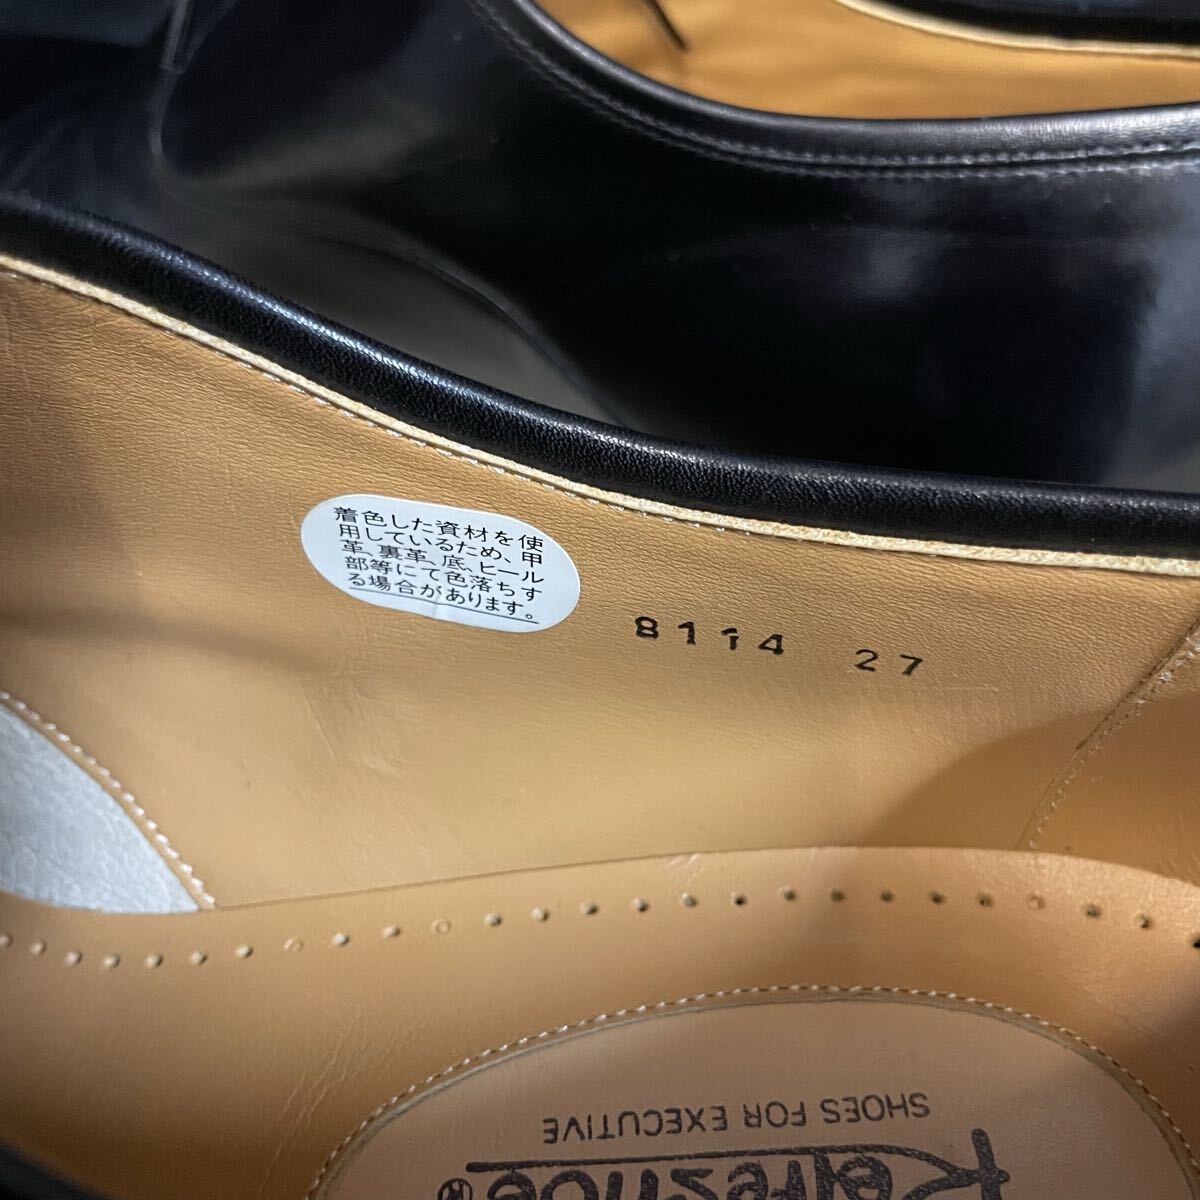 着色した資材を使
用しているため、甲
革、裏革、底、ヒール
部等にて色落ちす
る場合があります。
8114 27
SHOES FOR EXECUTIVE